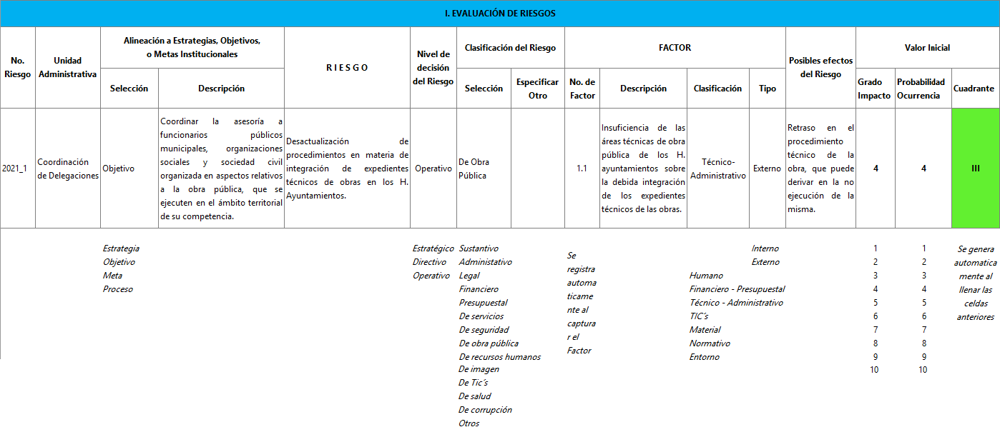 I. EVALUACIÓN DE RIESGOS
No.
Riesgo
Unidad
Administrativa
Alineación a Estrategias, Objetivos,
o Metas Institucionales
Selección
Descripción
R I E S G O
Nivel de
decisión
del Riesgo
Clasificación del Riesgo
Selección
Especificar
Otro
FACTOR
No. de
Factor
Descripción
Clasificación
Tipo
Posibles efectos
del Riesgo
Valor Inicial
Grado
Impacto
Probabilidad
Ocurrencia
Cuadrante
2021_1
Coordinación
de Delegaciones
Objetivo
Coordinar la asesoría a
funcionarios públicos
municipales, organizaciones
sociales y sociedad civil
organizada en aspectos relativos
a la obra pública, que se
ejecuten en el ámbito territorial
de su competencia.
Desactualización de
procedimientos en materia de
integración de expedientes
técnicos de obras en los H.
Ayuntamientos.
Operativo
De Obra
Pública
1.1
Insuficiencia de las
áreas técnicas de obra
pública de los H.
ayuntamientos sobre
la debida integración
de los expedientes
técnicos de las obras.
Técnico-
Administrativo
Externo
Retraso en el
procedimiento
técnico de la
obra, que puede
derivar en la no
ejecución de la
misma.
4
4
III
Estrategia
Objetivo
Meta
Proceso
Estratégico
Directivo
Operativo
Sustantivo
Administativo
Legal
Financiero
Presupuestal
De servicios
De seguridad
De obra pública
De recursos humanos
De imagen
De Tic´s
De salud
De corrupción
Otros
Se
registra
automa
ticame
nte al
captura
r el
Factor
Humano
Financiero - Presupuestal
Técnico - Administrativo
TIC´s
Material
Normativo
Entorno
Interno
Externo
1
2
3
4
5
6
7
8
9
10
1
2
3
4
5
6
7
8
9
10
Se genera
automatica
mente al
llenar las
celdas
anteriores